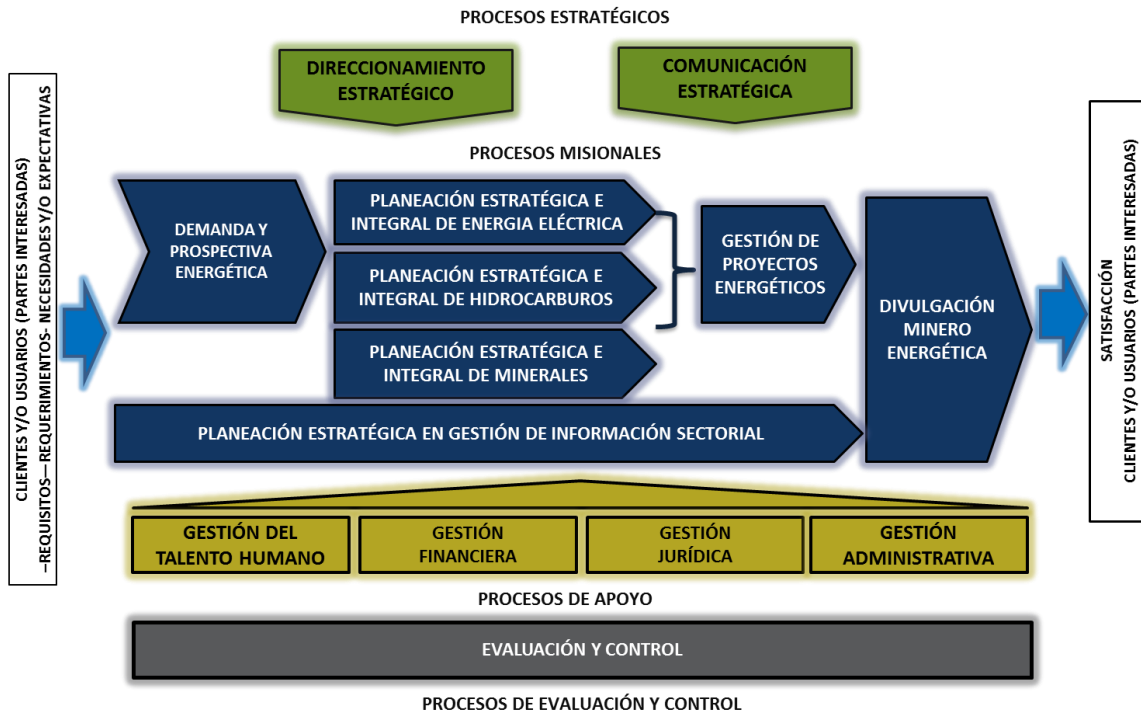 PROCESOS ESTRATÉGICOS
DIRECCIONAMIENTO
ESTRATÉGICO
COMUNICACIÓN
ESTRATÉGICA
CLIENTES Y/O USUARIOS (PARTES INTERESADAS)
–REQUISITOS—REQUERIMIENTOS- NECESIDADES Y/O EXPECTATIVAS
PROCESOS MISIONALES
DEMANDA Y
PROSPECTIVA
ENERGÉTICA
PLANEACIÓN ESTRATÉGICA E
INTEGRAL DE ENERGIA ELÉCTRICA
PLANEACIÓN ESTRATÉGICA E
INTEGRAL DE HIDROCARBUROS
PLANEACIÓN ESTRATÉGICA E
INTEGRAL DE MINERALES
GESTIÓN DE
PROYECTOS
ENERGÉTICOS
DIVULGACIÓN
MINERO
ENERGÉTICA
PLANEACIÓN ESTRATÉGICA EN GESTIÓN DE INFORMACIÓN SECTORIAL
SATISFACCIÓN
CLIENTES Y/O USUARIOS (PARTES INTERESADAS)
GESTIÓN DEL
TALENTO HUMANO
GESTIÓN
FINANCIERA
GESTIÓN
JURÍDICA
GESTIÓN
ADMINISTRATIVA
PROCESOS DE APOYO
EVALUACIÓN Y CONTROL
PROCESOS DE EVALUACIÓN Y CONTROL